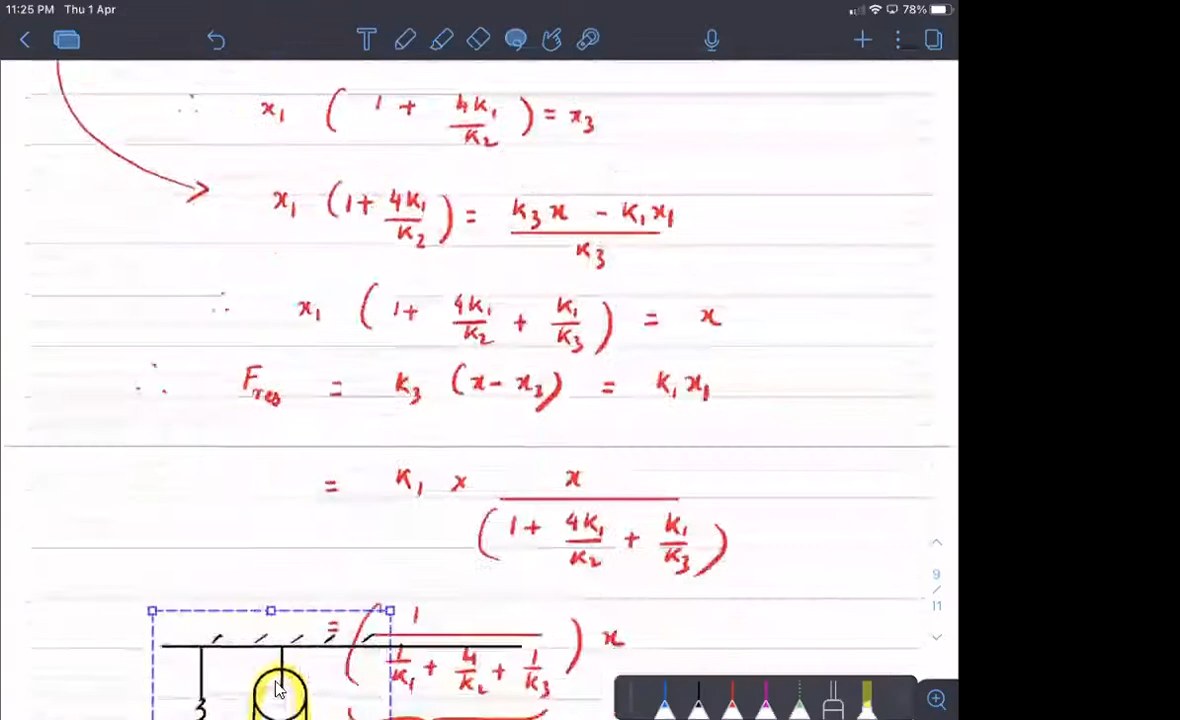 11:25 PM Thu 1 Apr 78%
∴ x₁ ( 1 + 4K₁/K₂ ) = x₃
x₁ ( 1 + 4K₁/K₂ ) = (K₃x - K₁x₁)/K₃
∴ x₁ ( 1 + 4K₁/K₂ + K₁/K₃ ) = x
∴ F_res = K₃ (x - x₃) = K₁x₁
= K₁ × x/( 1 + 4K₁/K₂ + K₁/K₃ )
= ( 1/( 1/K₁ + 4/K₂ + 1/K₃ ) ) x
9
/
11